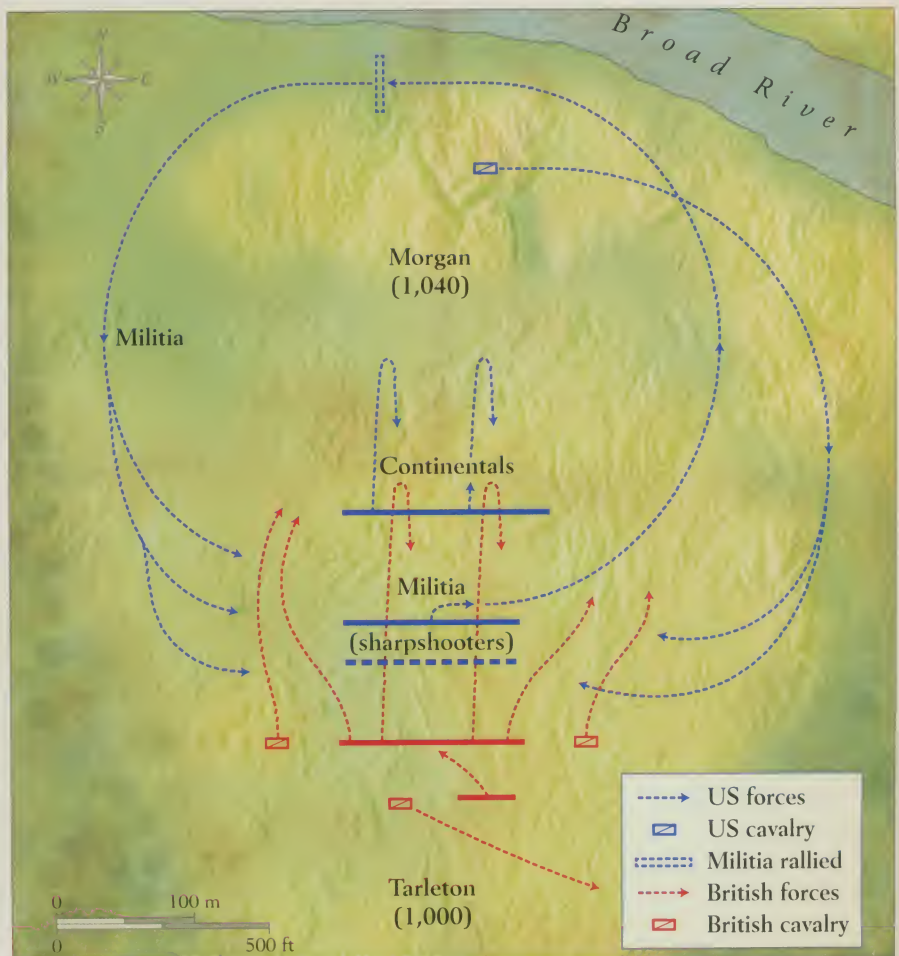 Broad River
N
W E
S
Morgan
(1,040)
Militia
Continentals
Militia
(sharpshooters)
Tarleton
(1,000)
0 100 m
0 500 ft
US forces
US cavalry
Militia rallied
British forces
British cavalry